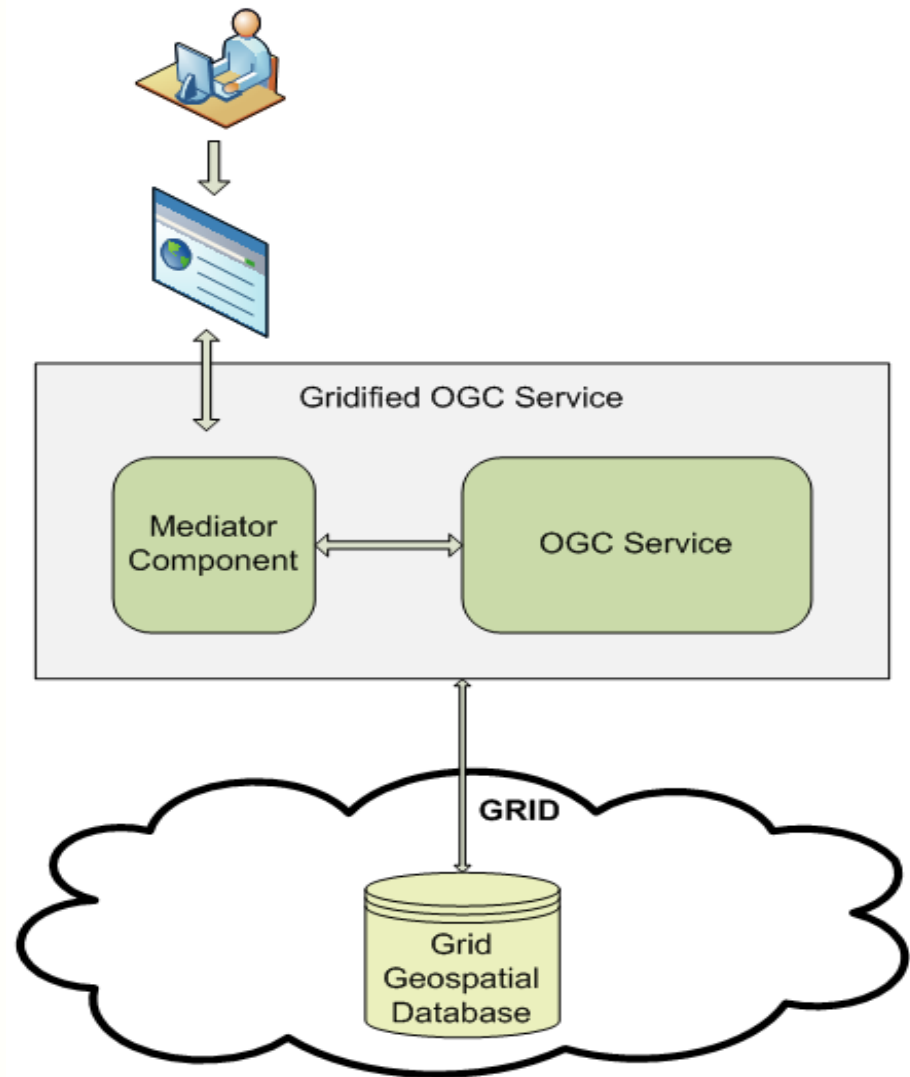 Gridified OGC Service
Mediator
Component
OGC Service
GRID
Grid
Geospatial
Database